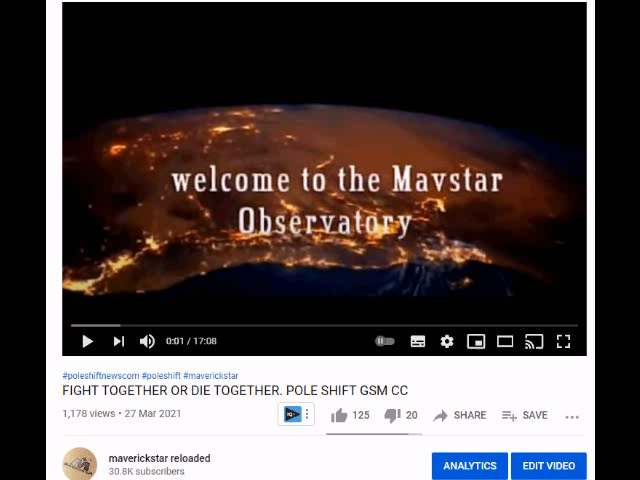 welcome to the Mavstar
Observatory
0:01 / 17:08
#poleshiftnewscom #poleshift #maverickstar
FIGHT TOGETHER OR DIE TOGETHER. POLE SHIFT GSM CC
1,178 views • 27 Mar 2021
125
20
SHARE
SAVE
maverickstar reloaded
30.8K subscribers
ANALYTICS
EDIT VIDEO